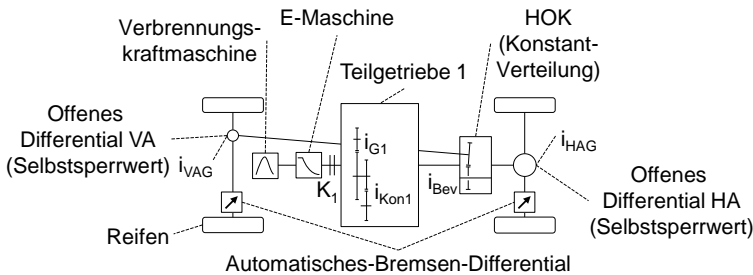 E-Maschine
Verbrennungs-
kraftmaschine
HOK
(Konstant-
Verteilung)
Teilgetriebe 1
Offenes
Differential VA
(Selbstsperrwert)
i_VAG
K_1
i_G1
i_Kon1
i_Bev
i_HAG
Offenes
Differential HA
(Selbstsperrwert)
Reifen
Automatisches-Bremsen-Differential